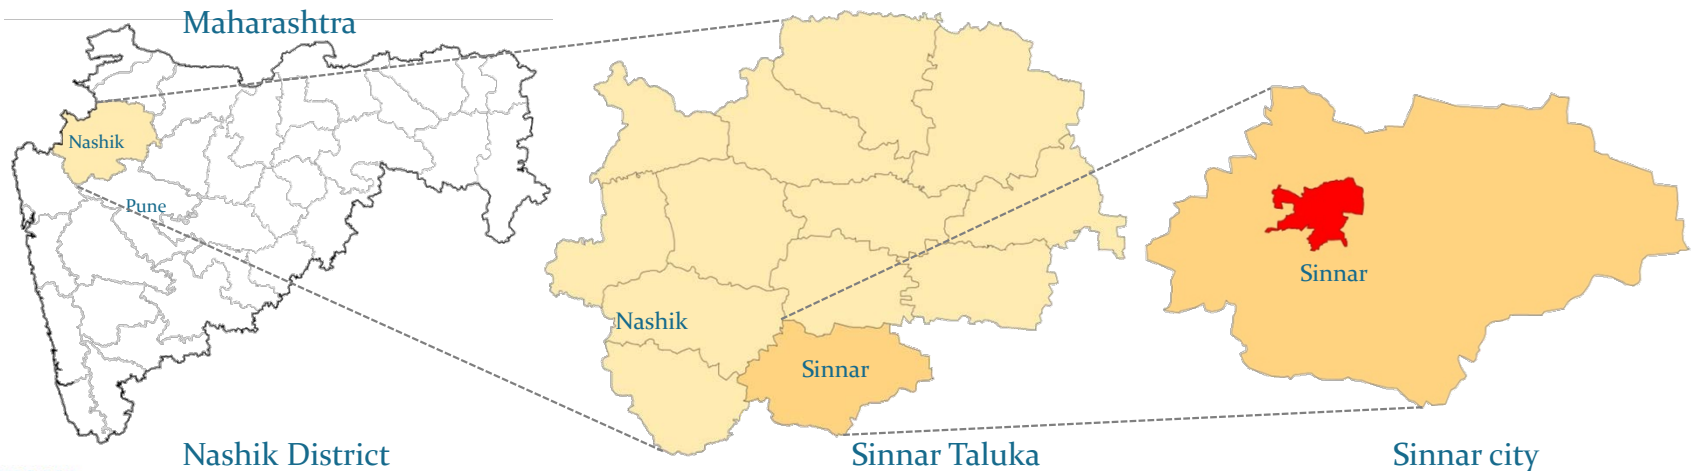 Maharashtra
Nashik
Pune
Nashik District
Nashik
Sinnar
Sinnar Taluka
Sinnar
Sinnar city